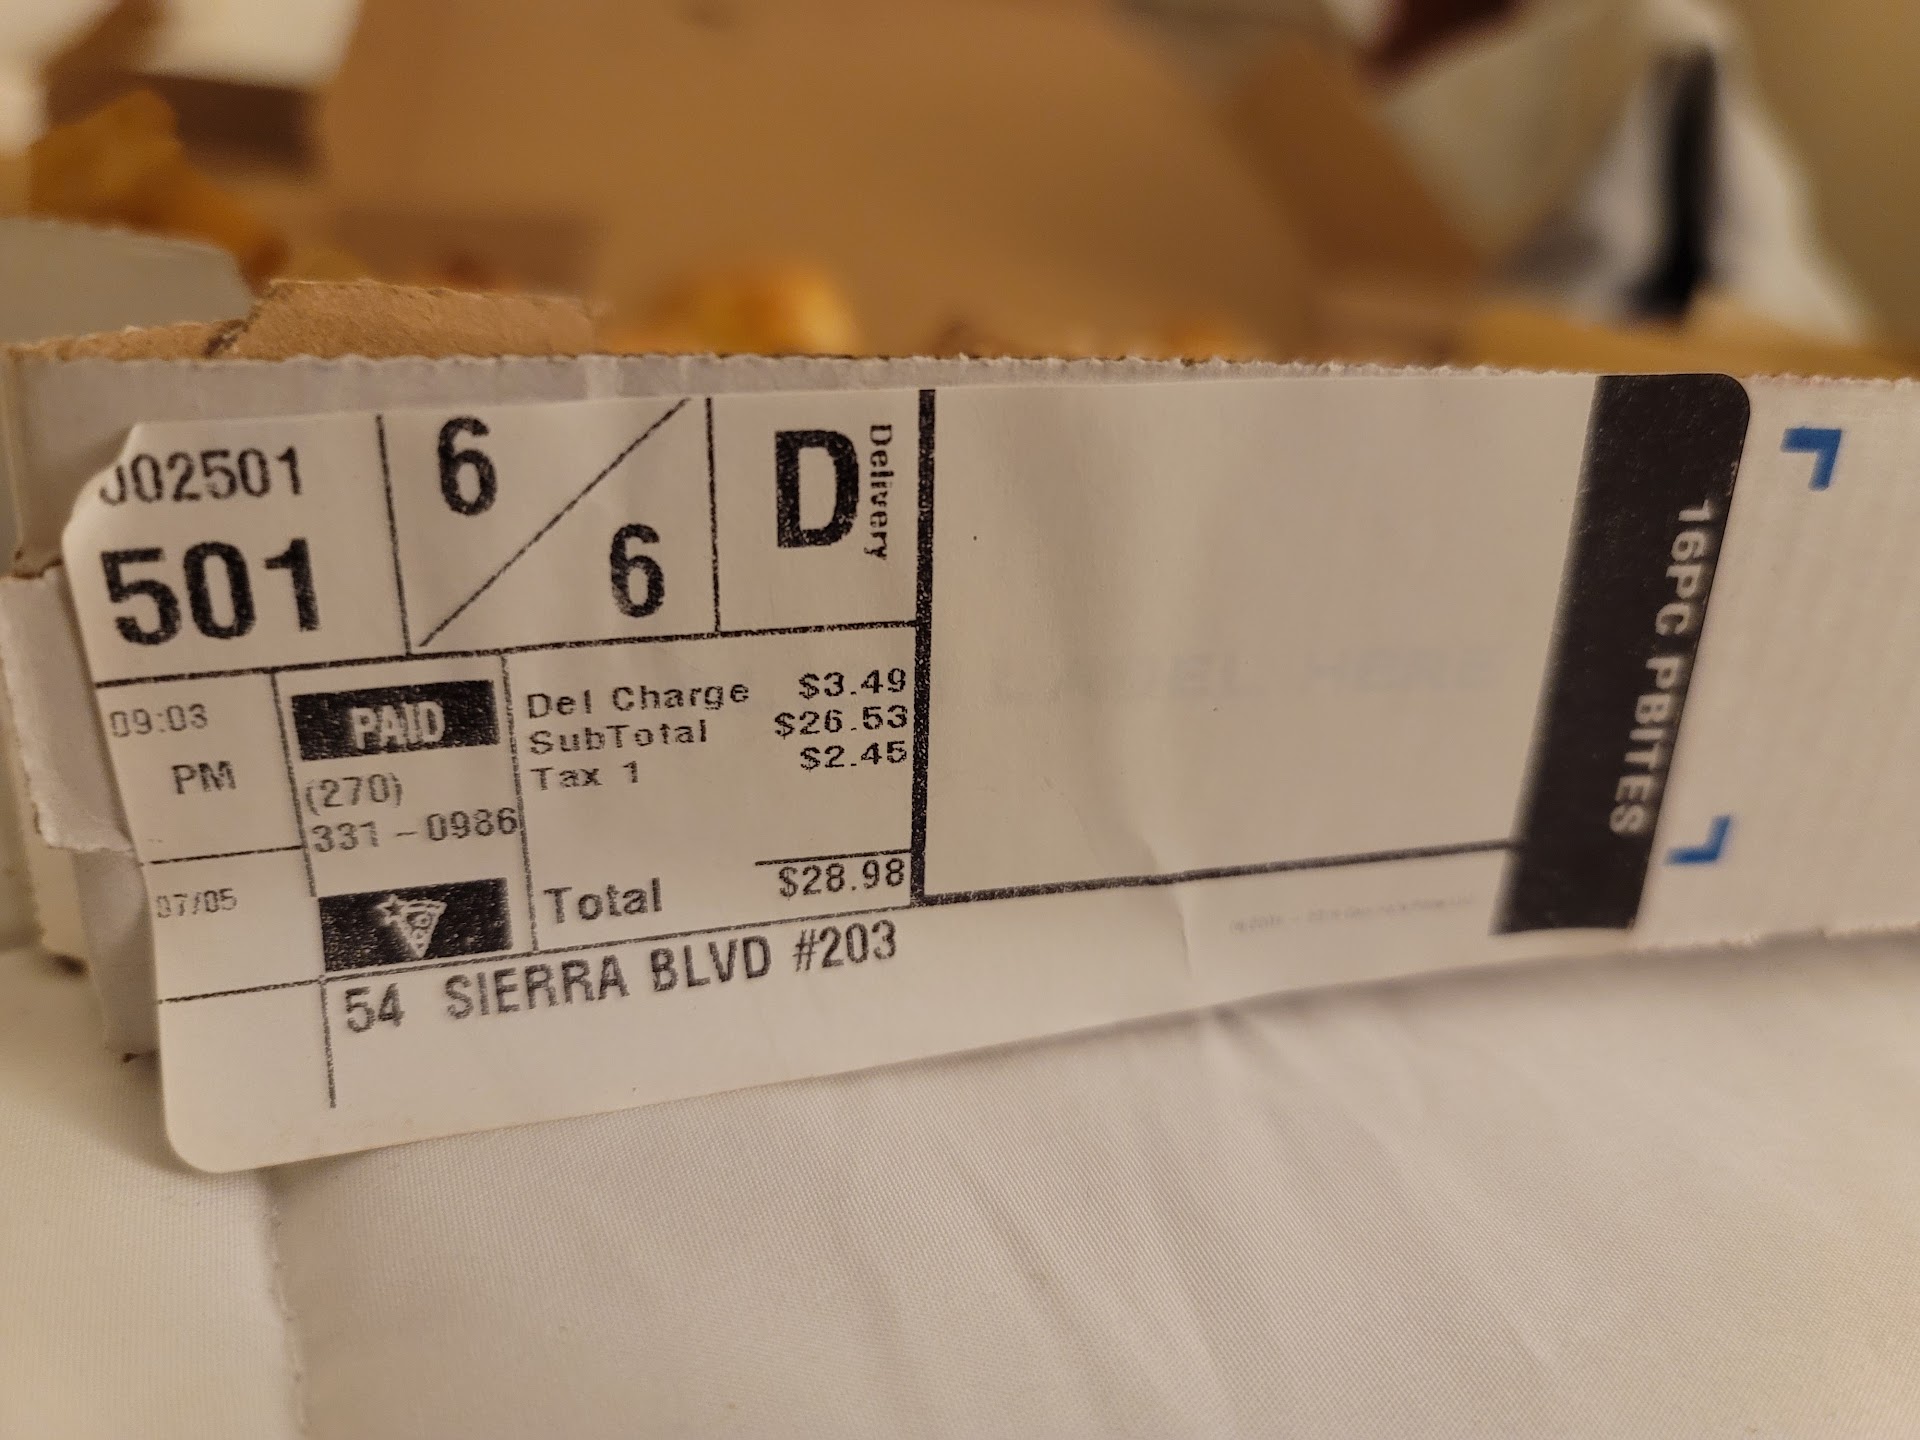 J02501
501
6
6
D
Delivery
09:03
PM
PAID
(270)
331-0986
07/05
Del Charge $3.49
SubTotal $26.53
Tax 1 $2.45
Total $28.98
54 SIERRA BLVD #203
16PC PBITES